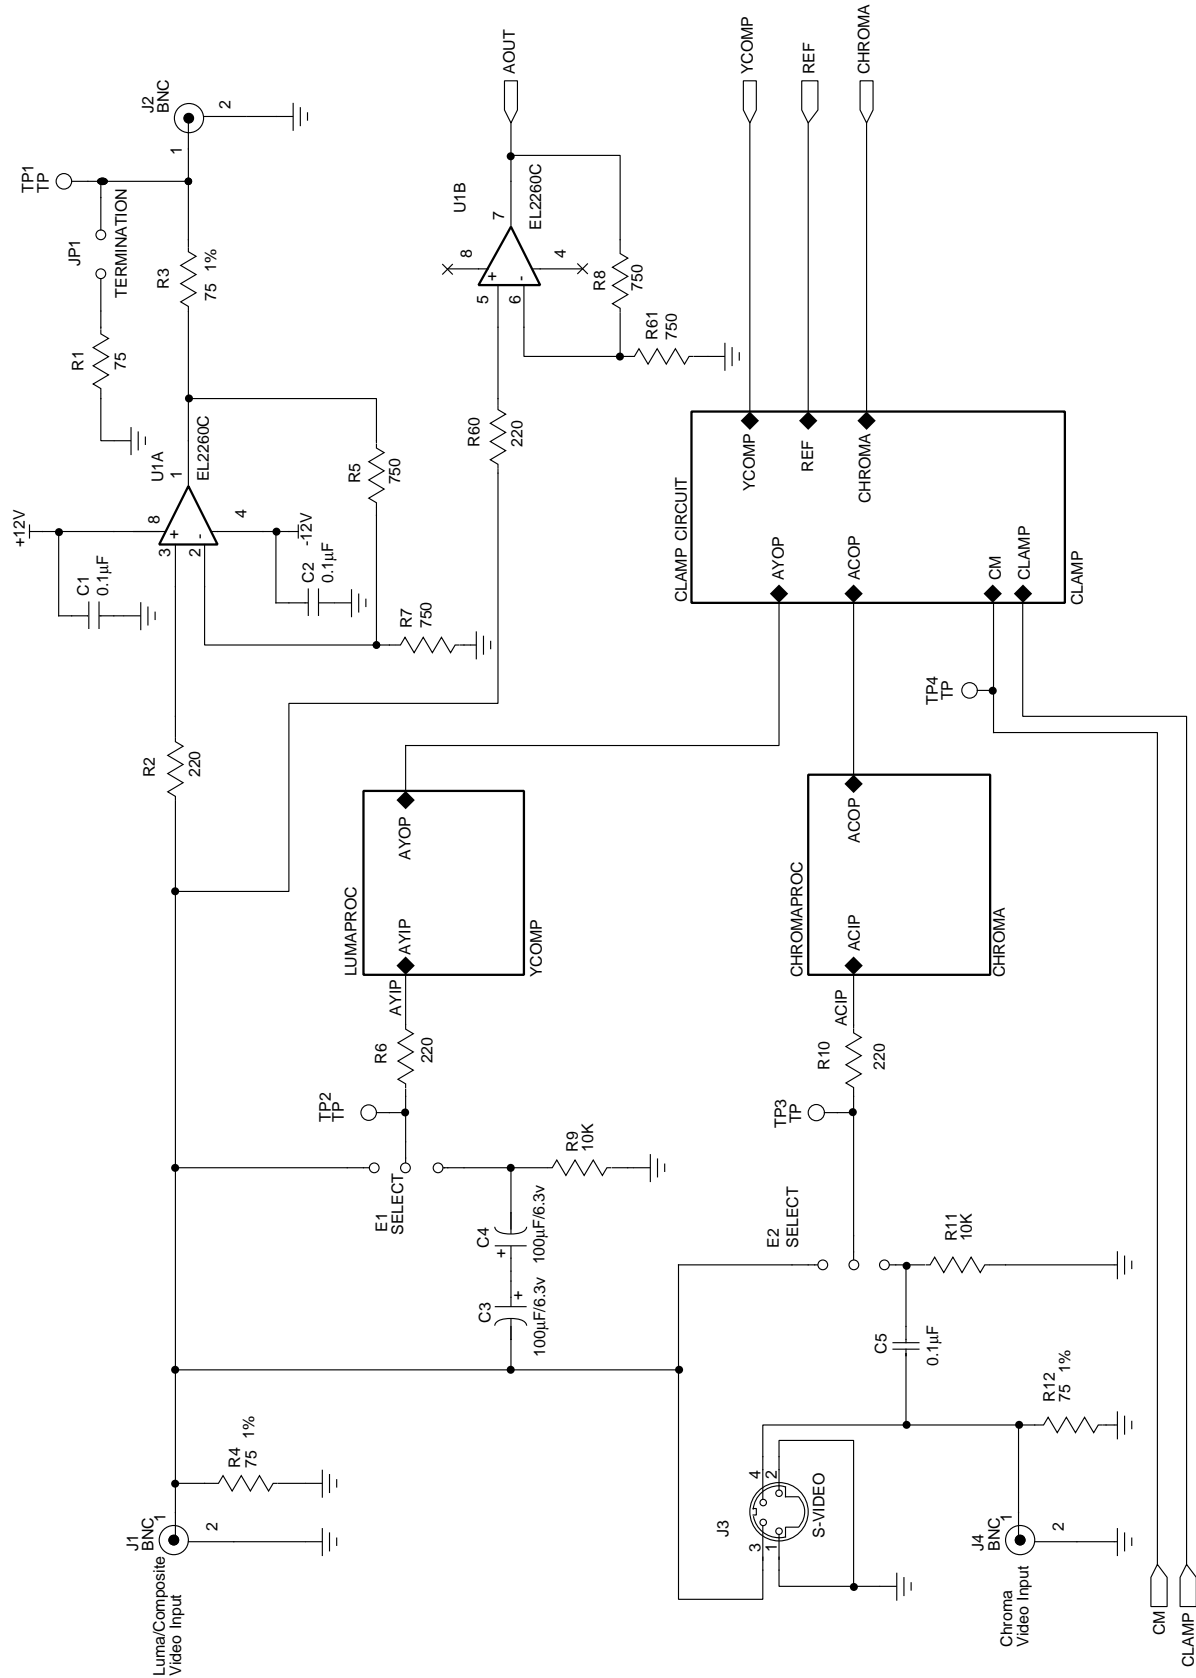 J1
BNC
1
2
Luma/Composite
Video Input
R4
75 1%
R2
220
+12V
C1
0.1µF
8
3
+
2
-
4
-12V
C2
0.1µF
U1A
1
EL2260C
R5
750
R7
750
R1
75
JP1
TERMINATION
R3
75 1%
TP1
TP
J2
BNC
1
2
R60
220
5
+
6
-
8
4
U1B
7
EL2260C
R8
750
R61
750
AOUT
C3
+
100µF/6.3v
C4
+
100µF/6.3v
E1
SELECT
R9
10K
TP2
TP
R6
220
AYIP
LUMAPROC
AYIP
AYOP
YCOMP
J3
3
4
1
2
S-VIDEO
C5
0.1µF
E2
SELECT
R11
10K
TP3
TP
R10
220
ACIP
CHROMAPROC
ACIP
ACOP
CHROMA
TP4
TP
CLAMP CIRCUIT
AYOP
ACOP
CM
CLAMP
YCOMP
REF
CHROMA
CLAMP
YCOMP
REF
CHROMA
J4
BNC
1
2
Chroma
Video Input
R12
75 1%
CM
CLAMP